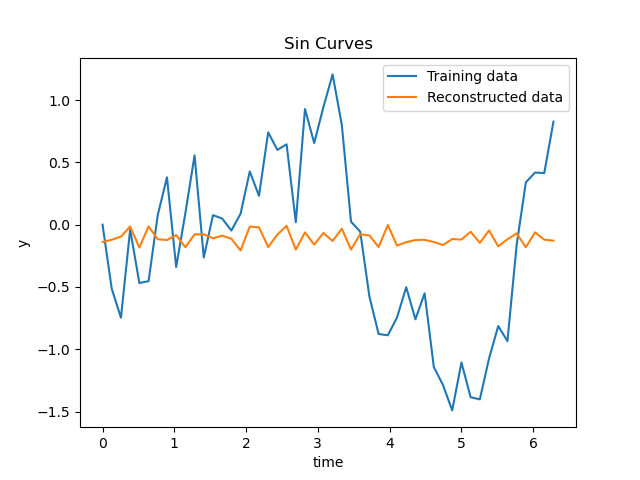 Sin Curves
Training data
Reconstructed data
1.0
0.5
0.0
−0.5
−1.0
−1.5
y
0 1 2 3 4 5 6
time